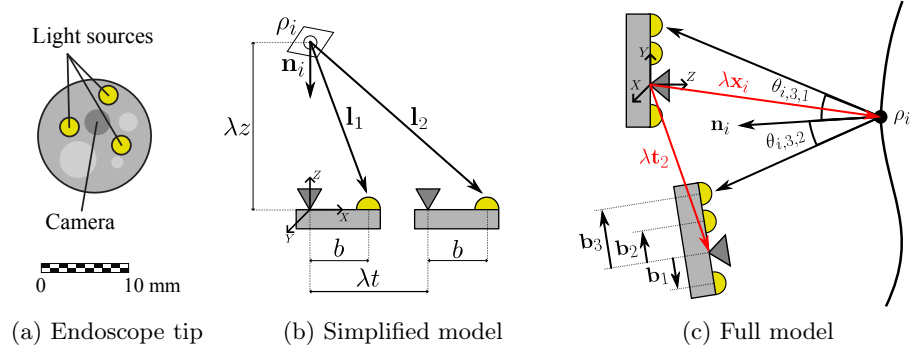 Light sources
Camera
0 10 mm
(a) Endoscope tip
ρᵢ
nᵢ
λz
l₁
l₂
Z
X
Y
b
b
λt
(b) Simplified model
Y
Z
X
λxᵢ
θᵢ,₃,₁
ρᵢ
nᵢ
θᵢ,₃,₂
λt₂
b₃
b₂
b₁
(c) Full model